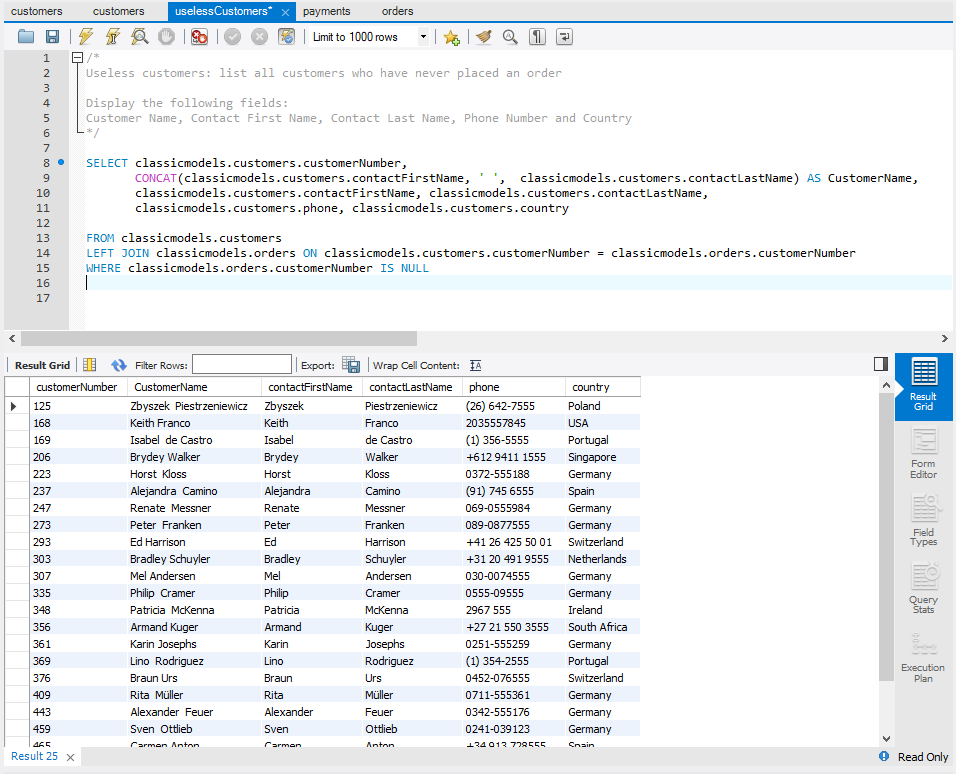 customers customers uselessCustomers* × payments orders
Limit to 1000 rows
1 /*
2 Useless customers: list all customers who have never placed an order
3
4 Display the following fields:
5 Customer Name, Contact First Name, Contact Last Name, Phone Number and Country
6 */
7
8 SELECT classicmodels.customers.customerNumber,
9 CONCAT(classicmodels.customers.contactFirstName, ' ',  classicmodels.customers.contactLastName) AS CustomerName,
10 classicmodels.customers.contactFirstName, classicmodels.customers.contactLastName,
11 classicmodels.customers.phone, classicmodels.customers.country
12
13 FROM classicmodels.customers
14 LEFT JOIN classicmodels.orders ON classicmodels.customers.customerNumber = classicmodels.orders.customerNumber
15 WHERE classicmodels.orders.customerNumber IS NULL
16
17
Result Grid Filter Rows: Export: Wrap Cell Content:
customerNumber CustomerName contactFirstName contactLastName phone country
125 Zbyszek  Piestrzeniewicz Zbyszek Piestrzeniewicz (26) 642-7555 Poland
168 Keith Franco Keith Franco 2035557845 USA
169 Isabel  de Castro Isabel de Castro (1) 356-5555 Portugal
206 Brydey Walker Brydey Walker +612 9411 1555 Singapore
223 Horst  Kloss Horst Kloss 0372-555188 Germany
237 Alejandra  Camino Alejandra Camino (91) 745 6555 Spain
247 Renate  Messner Renate Messner 069-0555984 Germany
273 Peter  Franken Peter Franken 089-0877555 Germany
293 Ed Harrison Ed Harrison +41 26 425 50 01 Switzerland
303 Bradley Schuyler Bradley Schuyler +31 20 491 9555 Netherlands
307 Mel Andersen Mel Andersen 030-0074555 Germany
335 Philip  Cramer Philip Cramer 0555-09555 Germany
348 Patricia  McKenna Patricia McKenna 2967 555 Ireland
356 Armand Kuger Armand Kuger +27 21 550 3555 South Africa
361 Karin Josephs Karin Josephs 0251-555259 Germany
369 Lino  Rodriguez Lino Rodriguez (1) 354-2555 Portugal
376 Braun Urs Braun Urs 0452-076555 Switzerland
409 Rita  Müller Rita Müller 0711-555361 Germany
443 Alexander  Feuer Alexander Feuer 0342-555176 Germany
459 Sven  Ottlieb Sven Ottlieb 0241-039123 Germany
465 Carmen Anton Carmen Anton +34 913 728555 Spain
Result
Grid
Form
Editor
Field
Types
Query
Stats
Execution
Plan
Result 25 × Read Only